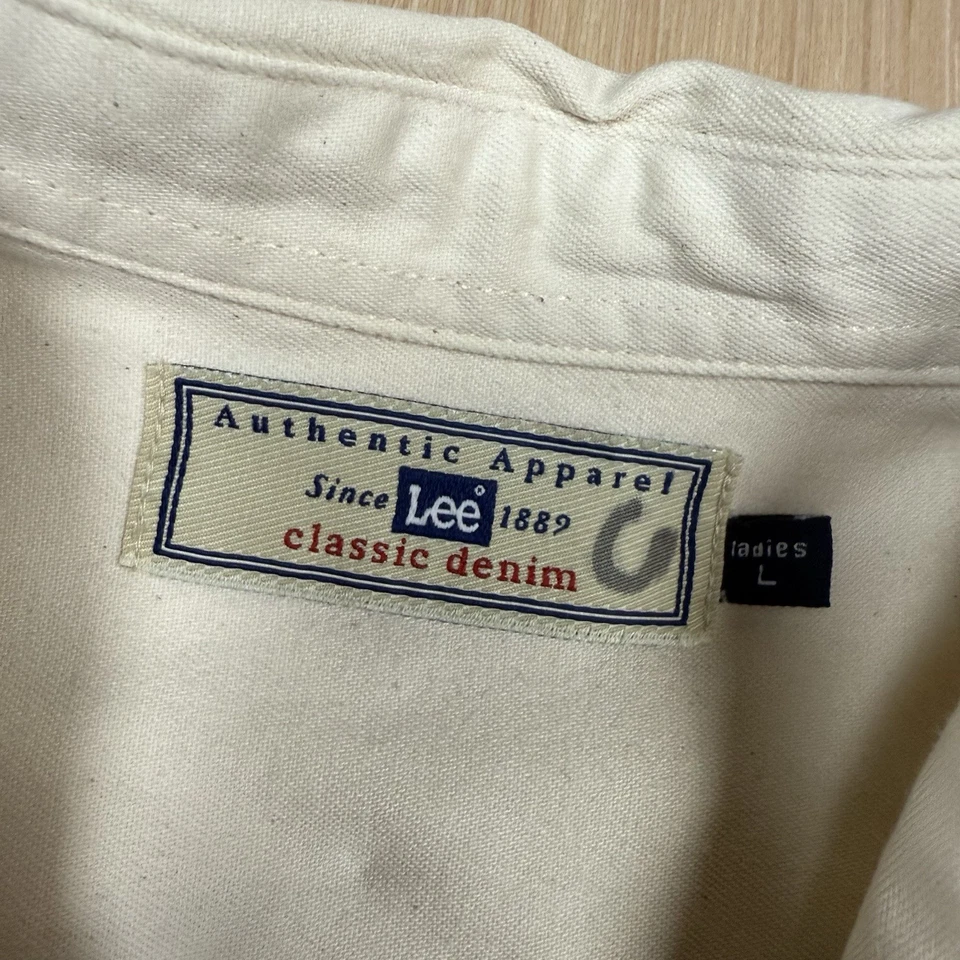 Authentic Apparel
Since Lee 1889
classic denim
ladies
L